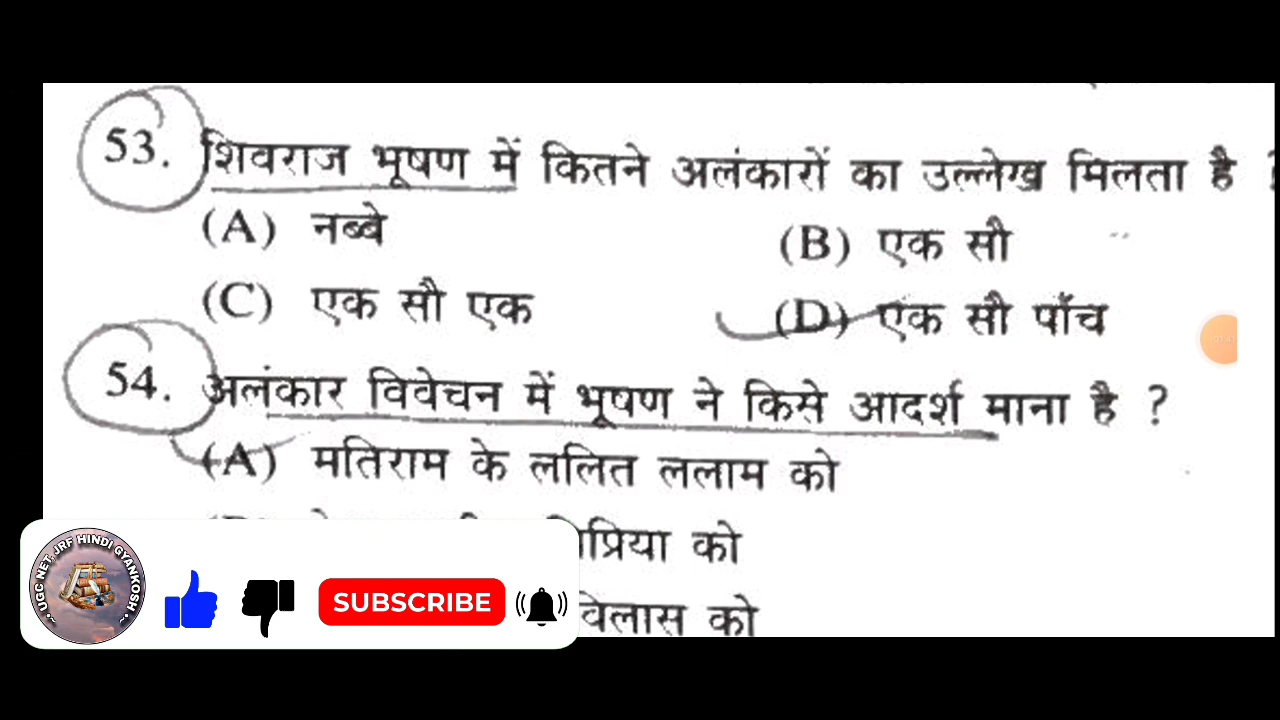 53. शिवराज भूषण में कितने अलंकारों का उल्लेख मिलता है ?
(A) नब्बे (B) एक सौ
(C) एक सौ एक (D) एक सौ पाँच
54. अलंकार विवेचन में भूषण ने किसे आदर्श माना है ?
(A) मतिराम के ललित ललाम को
को
को
UGC NET, JRF HINDI GYANKOSH
SUBSCRIBE